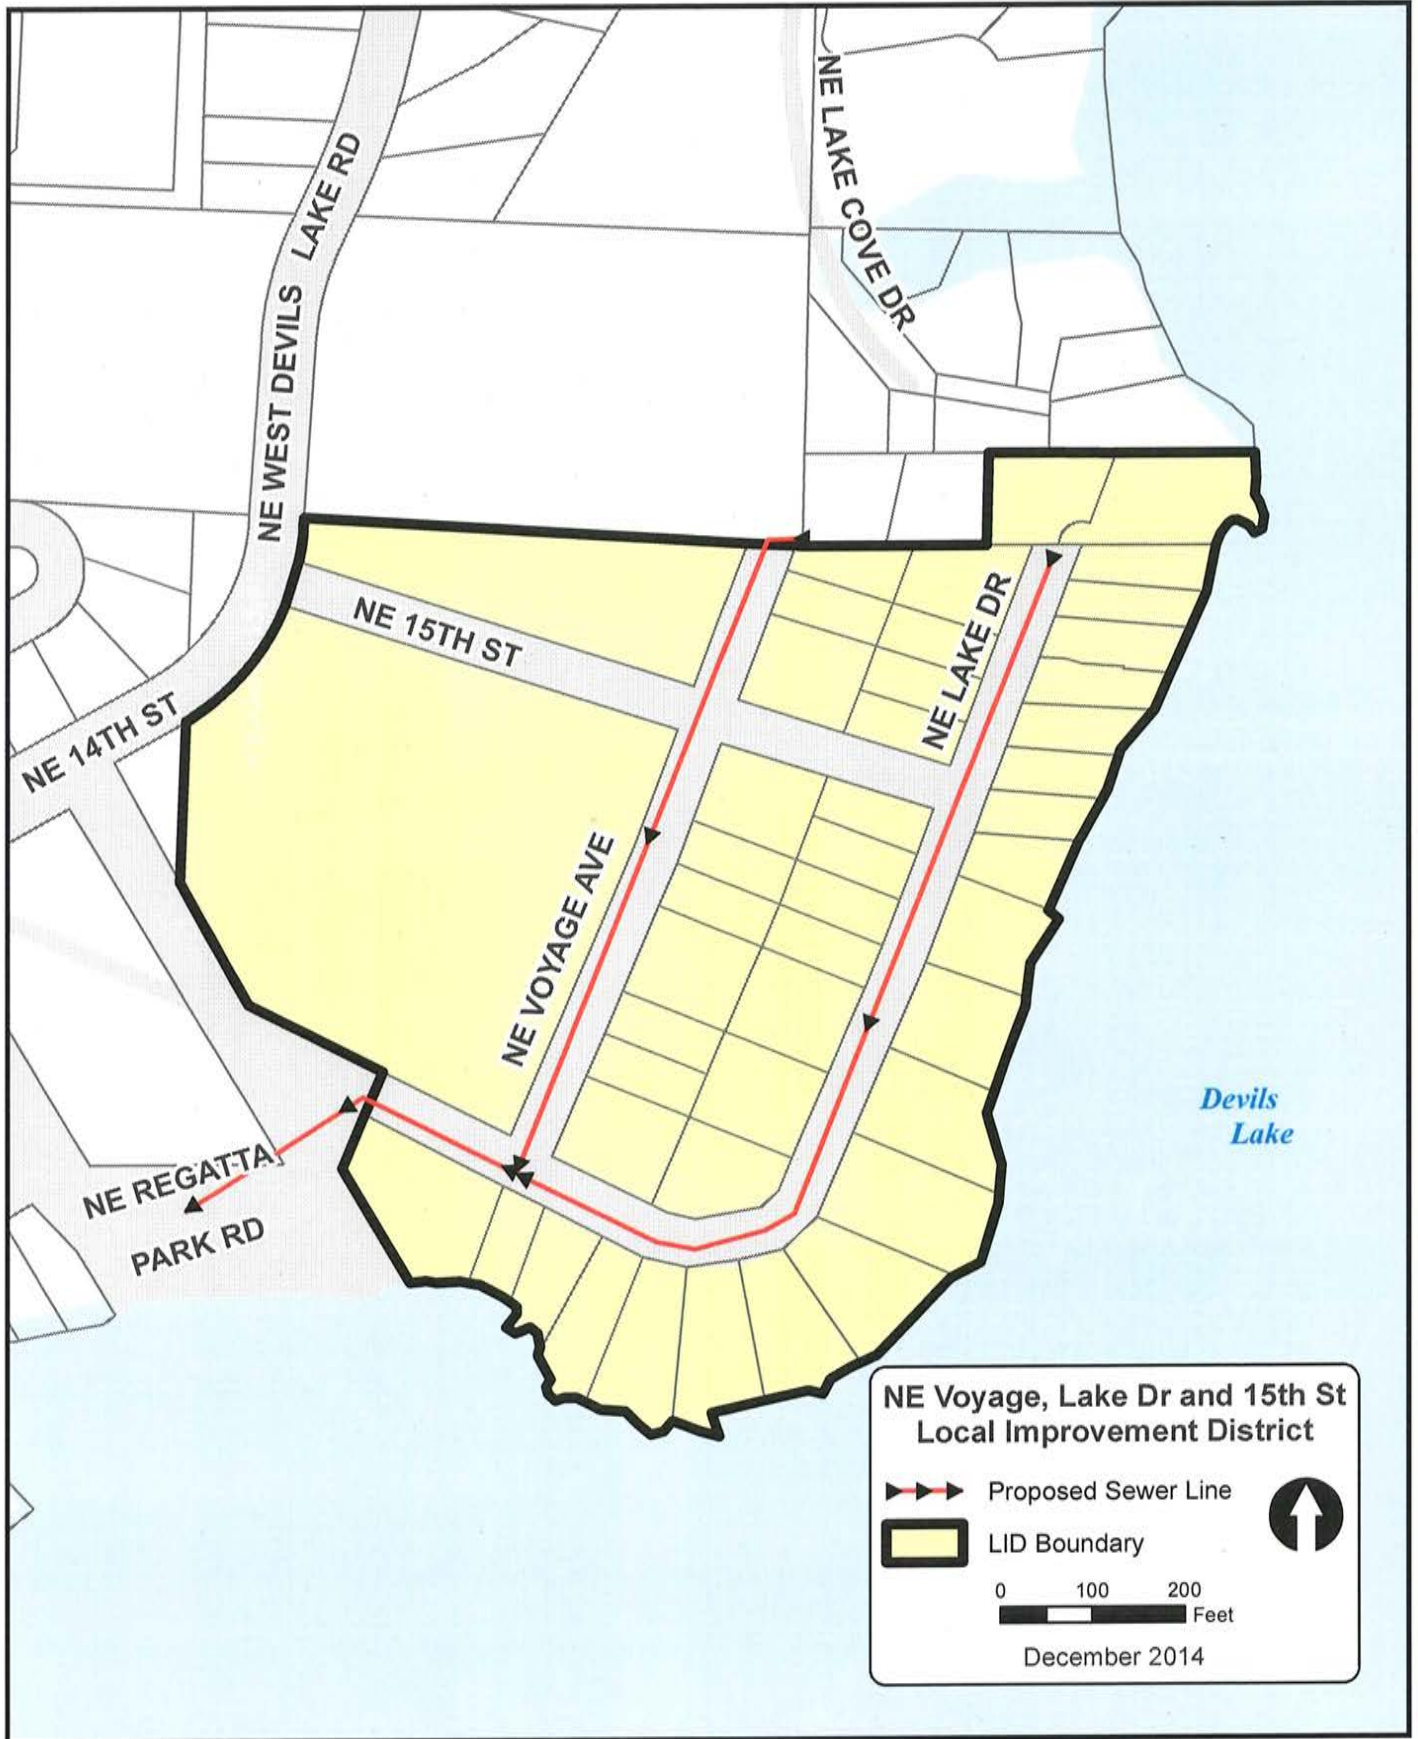 NE WEST DEVILS LAKE RD
NE LAKE COVE DR
NE 15TH ST
NE LAKE DR
NE 14TH ST
NE VOYAGE AVE
Devils
Lake
NE REGATTA
PARK RD
NE Voyage, Lake Dr and 15th St
Local Improvement District
Proposed Sewer Line
LID Boundary
0 100 200
Feet
December 2014